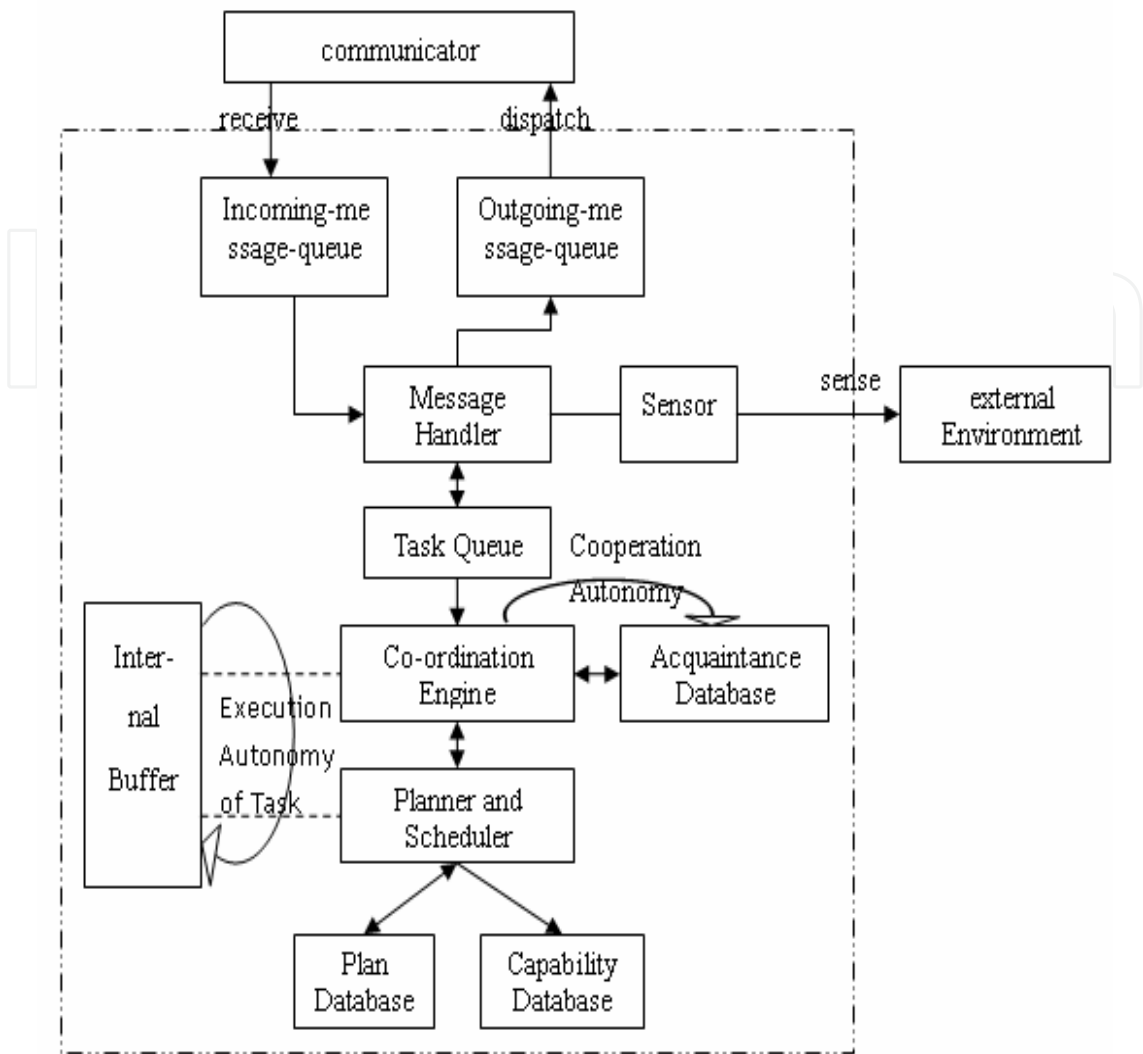 communicator
receive
dispatch
Incoming-me
ssage-queue
Outgoing-me
ssage-queue
Message
Handler
Sensor
sense
external
Environment
Task Queue
Cooperation
Autonomy
Inter-
nal
Buffer
Execution
Autonomy
of Task
Co-ordination
Engine
Acquaintance
Database
Planner and
Scheduler
Plan
Database
Capability
Database